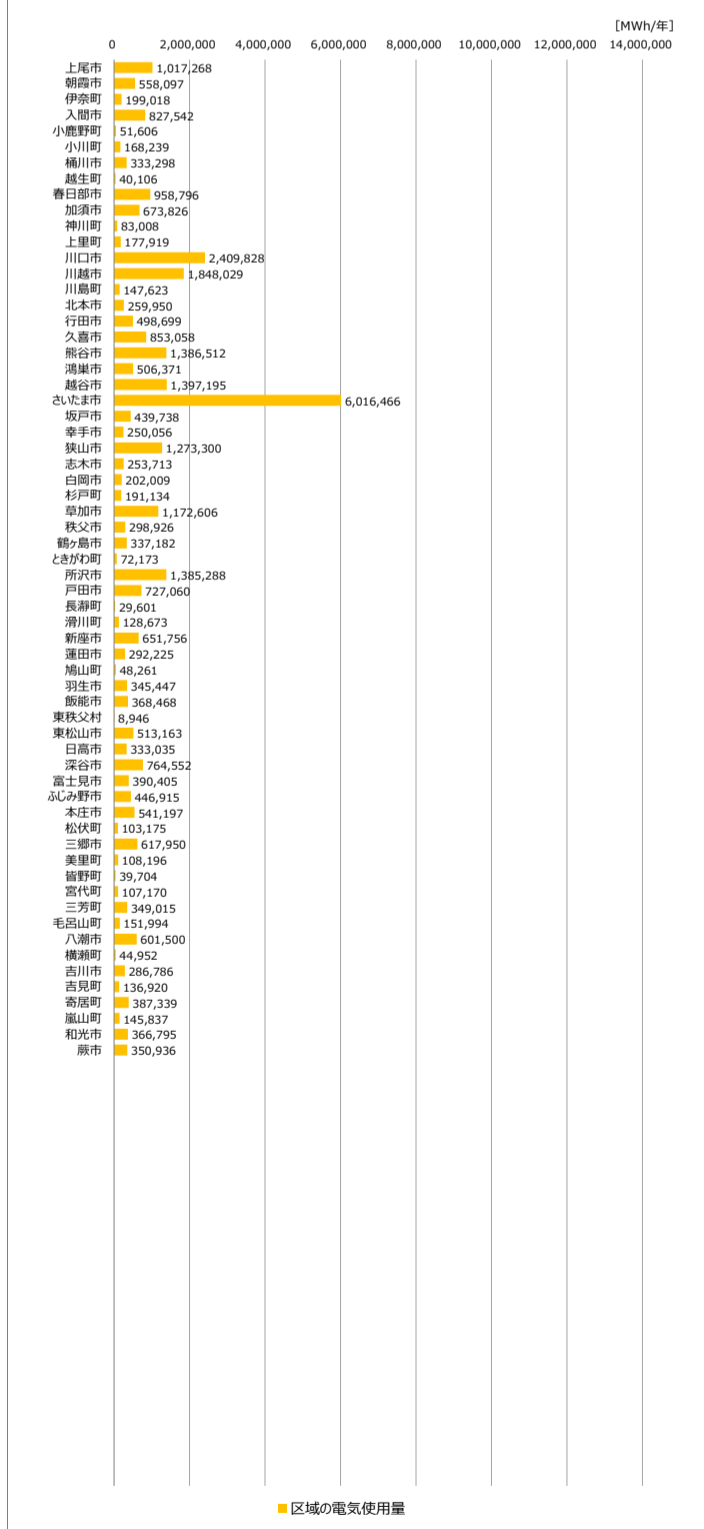 [MWh/年]
0 2,000,000 4,000,000 6,000,000 8,000,000 10,000,000 12,000,000 14,000,000
上尾市 1,017,268
朝霞市 558,097
伊奈町 199,018
入間市 827,542
小鹿野町 51,606
小川町 168,239
桶川市 333,298
越生町 40,106
春日部市 958,796
加須市 673,826
神川町 83,008
上里町 177,919
川口市 2,409,828
川越市 1,848,029
川島町 147,623
北本市 259,950
行田市 498,699
久喜市 853,058
熊谷市 1,386,512
鴻巣市 506,371
越谷市 1,397,195
さいたま市 6,016,466
坂戸市 439,738
幸手市 250,056
狭山市 1,273,300
志木市 253,713
白岡市 202,009
杉戸町 191,134
草加市 1,172,606
秩父市 298,926
鶴ヶ島市 337,182
ときがわ町 72,173
所沢市 1,385,288
戸田市 727,060
長瀞町 29,601
滑川町 128,673
新座市 651,756
蓮田市 292,225
鳩山町 48,261
羽生市 345,447
飯能市 368,468
東秩父村 8,946
東松山市 513,163
日高市 333,035
深谷市 764,552
富士見市 390,405
ふじみ野市 446,915
本庄市 541,197
松伏町 103,175
三郷市 617,950
美里町 108,196
皆野町 39,704
宮代町 107,170
三芳町 349,015
毛呂山町 151,994
八潮市 601,500
横瀬町 44,952
吉川市 286,786
吉見町 136,920
寄居町 387,339
嵐山町 145,837
和光市 366,795
蕨市 350,936
区域の電気使用量